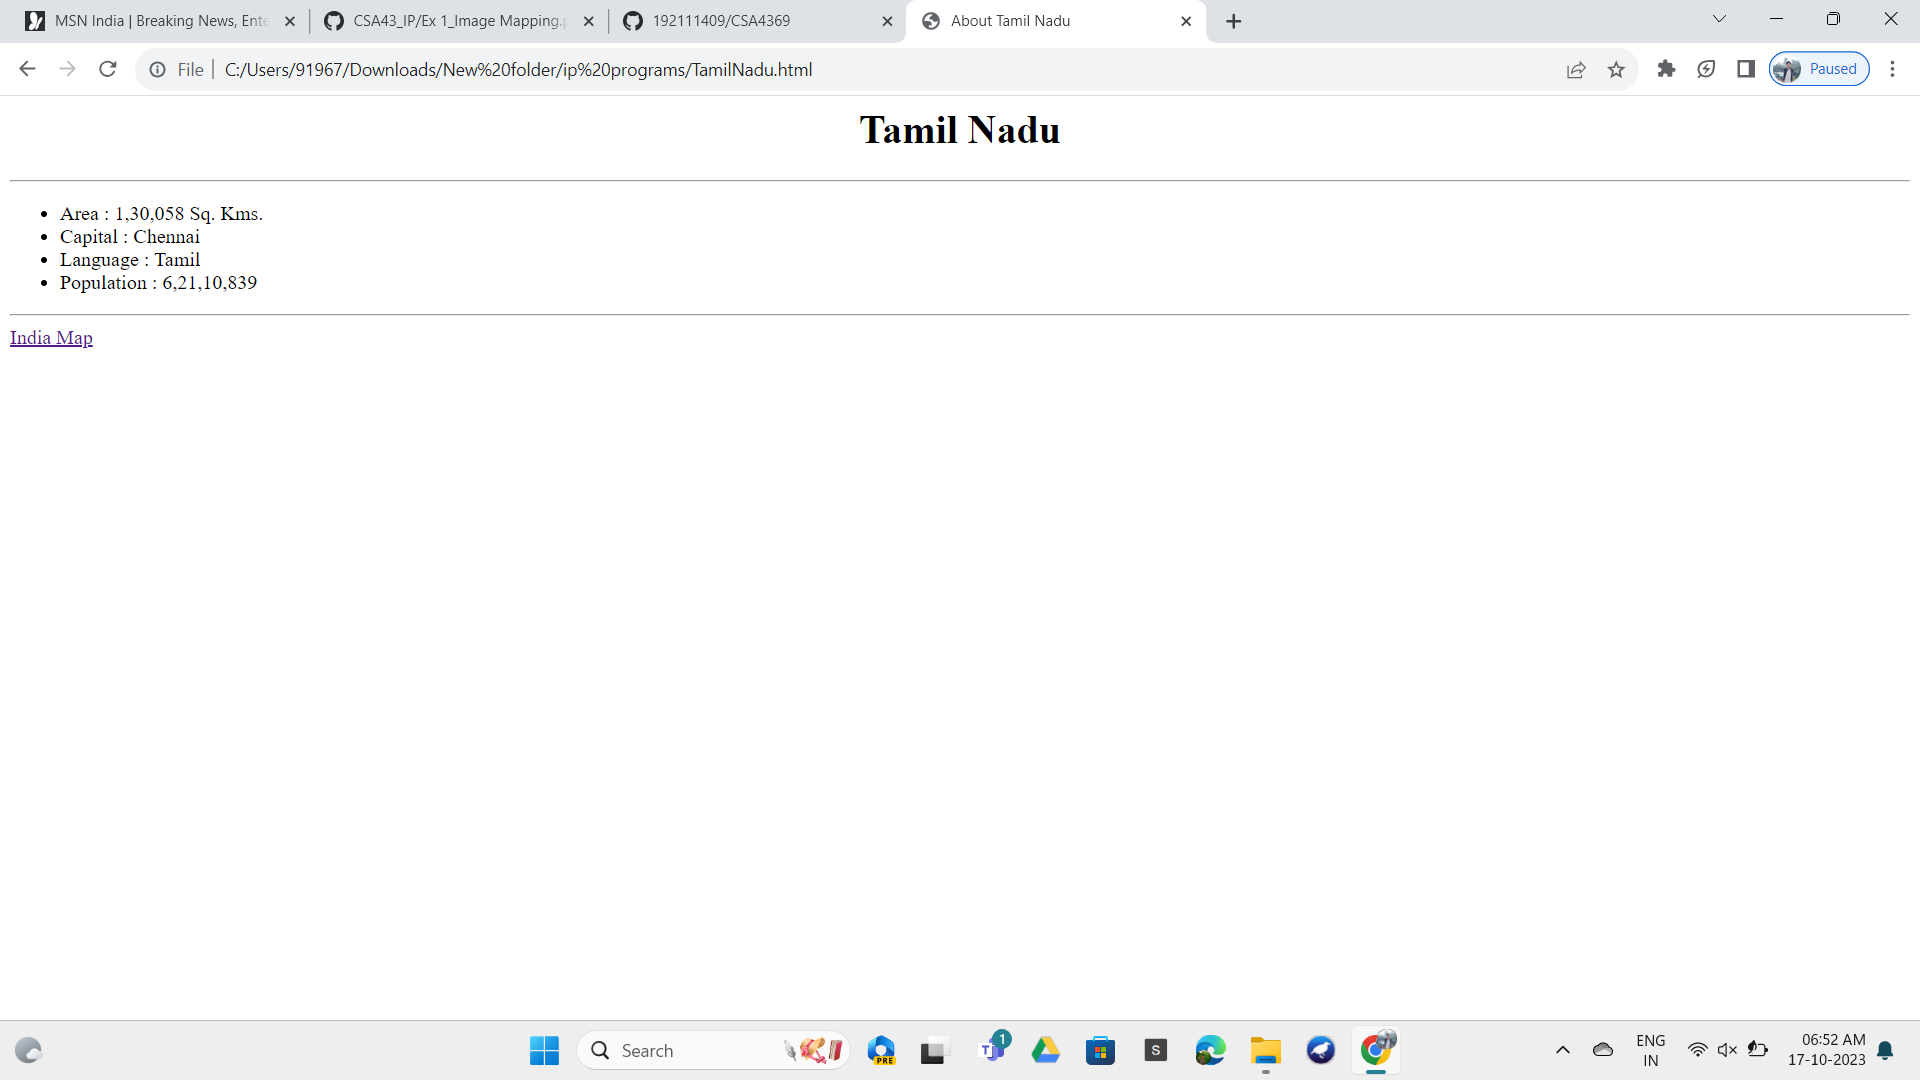 MSN India | Breaking News, Ente
CSA43_IP/Ex 1_Image Mapping.p
192111409/CSA4369
About Tamil Nadu
File
C:/Users/91967/Downloads/New%20folder/ip%20programs/TamilNadu.html
Paused
Tamil Nadu
Area : 1,30,058 Sq. Kms.
Capital : Chennai
Language : Tamil
Population : 6,21,10,839
India Map
Search
PRE
T
1
S
ENG
IN
06:52 AM
17-10-2023